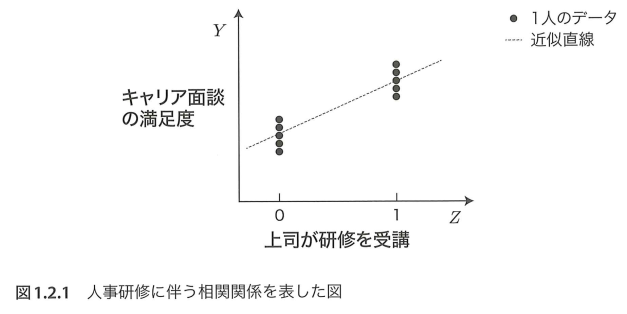 Y
1人のデータ
近似直線
キャリア面談
の満足度
0
1
Z
上司が研修を受講
図1.2.1 人事研修に伴う相関関係を表した図